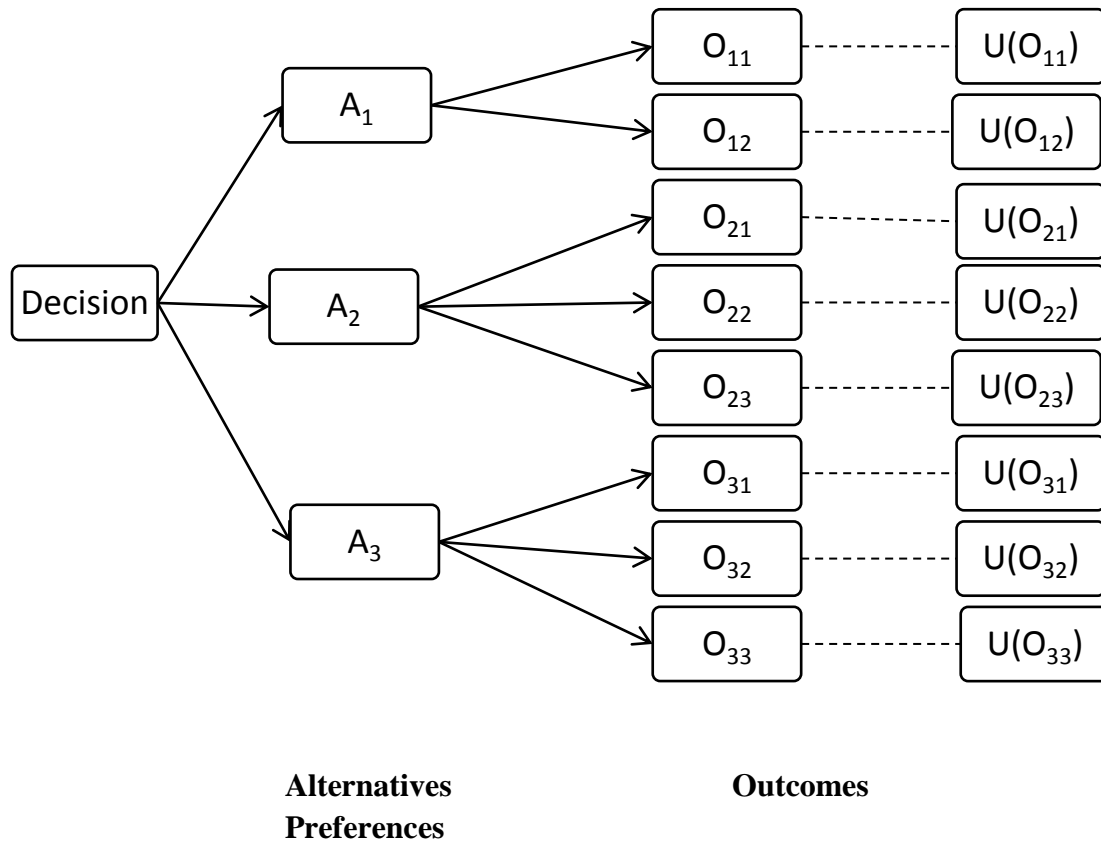 O₁₁ U(O₁₁)
A₁
O₁₂ U(O₁₂)
O₂₁ U(O₂₁)
Decision A₂ O₂₂ U(O₂₂)
O₂₃ U(O₂₃)
O₃₁ U(O₃₁)
A₃
O₃₂ U(O₃₂)
O₃₃ U(O₃₃)
Alternatives Outcomes
Preferences